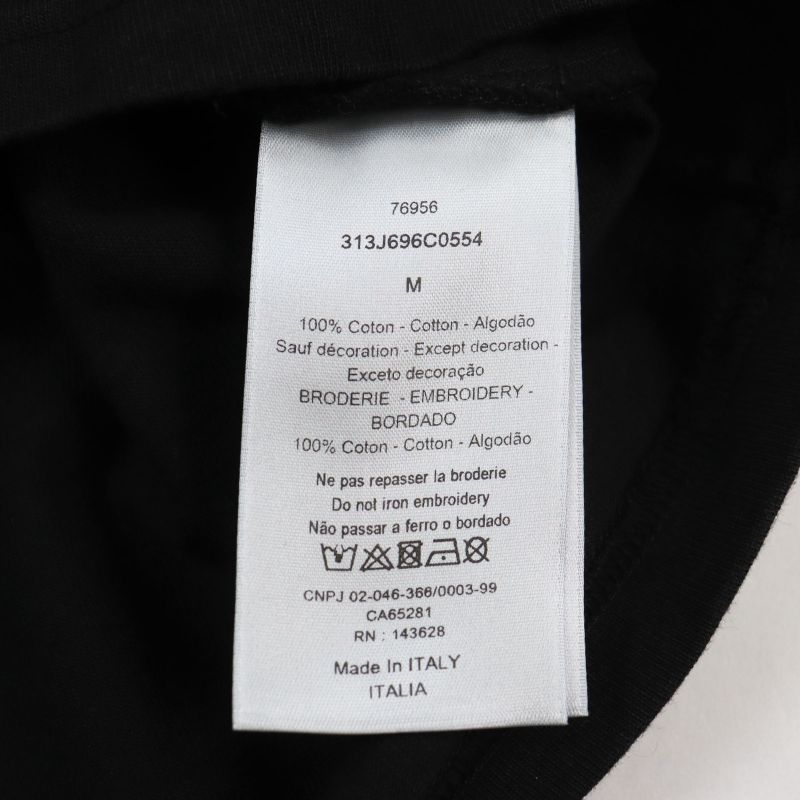 76956
313J696C0554
M
100% Coton - Cotton - Algodão
Sauf décoration - Except decoration -
Exceto decoração
BRODERIE - EMBROIDERY -
BORDADO
100% Coton - Cotton - Algodão
Ne pas repasser la broderie
Do not iron embroidery
Não passar a ferro o bordado
CNPJ 02-046-366/0003-99
CA65281
RN : 143628
Made In ITALY
ITALIA